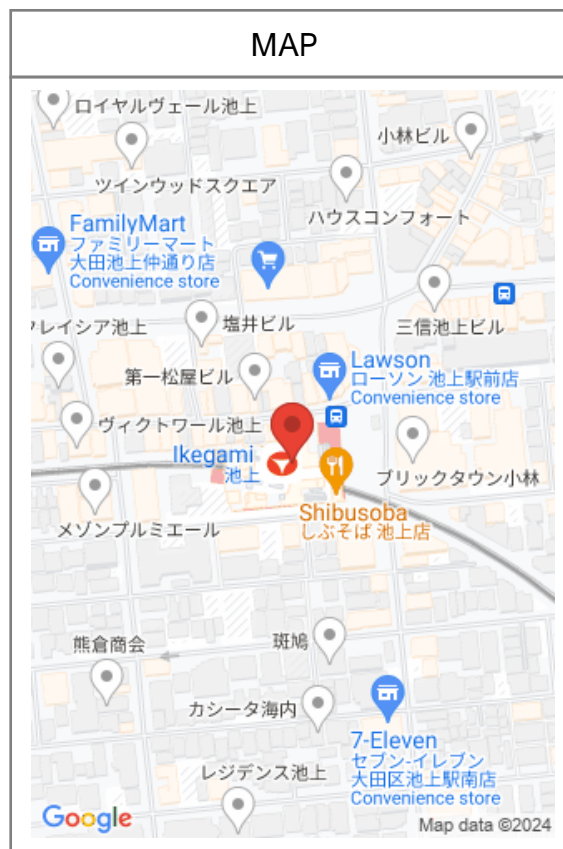 MAP
ロイヤルヴェール池上
小林ビル
ツインウッドスクエア
ハウスコンフォート
FamilyMart
ファミリーマート
大田池上仲通り店
Convenience store
クレイシア池上
塩井ビル
三信池上ビル
第一松屋ビル
Lawson
ローソン 池上駅前店
Convenience store
ヴィクトワール池上
Ikegami
池上
ブリックタウン小林
メゾンプルミエール
Shibusoba
しぶそば 池上店
熊倉商会
斑鳩
カシータ海内
7-Eleven
セブン-イレブン
大田区池上駅南店
Convenience store
レジデンス池上
Google
Map data ©2024